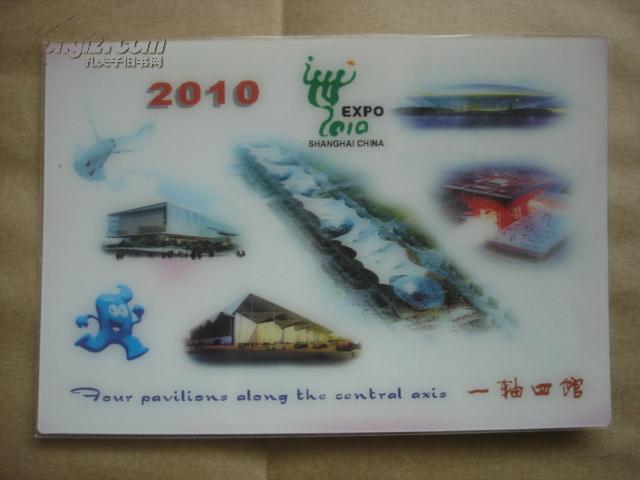 Kongfz.com
孔夫子旧书网
2010
EXPO
2010
SHANGHAI CHINA
Four pavilions along the central axis 一轴四馆